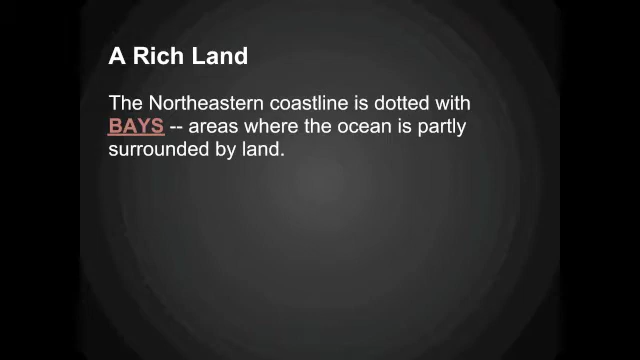 A Rich Land
The Northeastern coastline is dotted with
BAYS -- areas where the ocean is partly
surrounded by land.